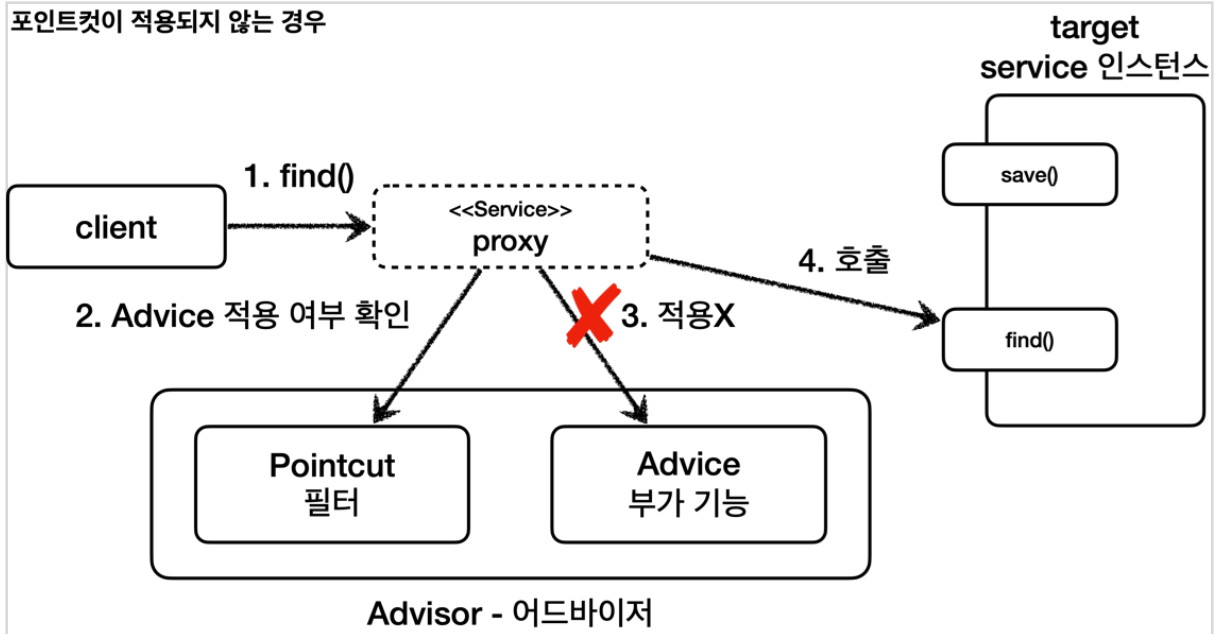 포인트컷이 적용되지 않는 경우
target
service 인스턴스
1. find()
save()
client
<<Service>>
proxy
4. 호출
2. Advice 적용 여부 확인
3. 적용X
find()
Pointcut
필터
Advice
부가 기능
Advisor - 어드바이저